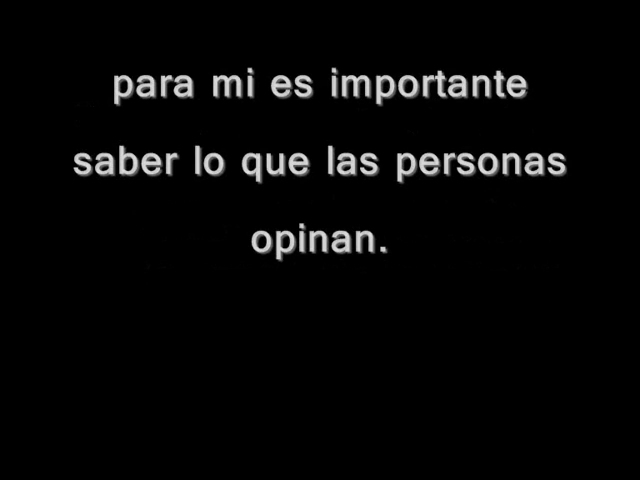 para mi es importante
saber lo que las personas
opinan.